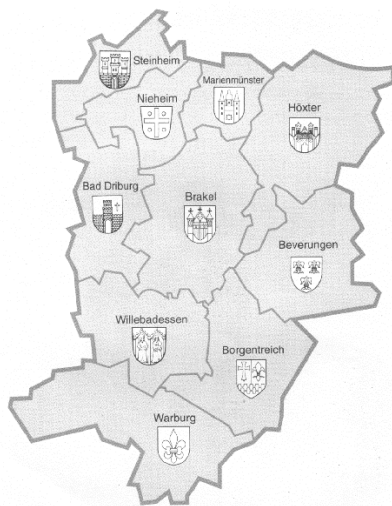 Steinheim
Marienmünster
Nieheim
Höxter
Bad Driburg
Brakel
Beverungen
Willebadessen
Borgentreich
Warburg